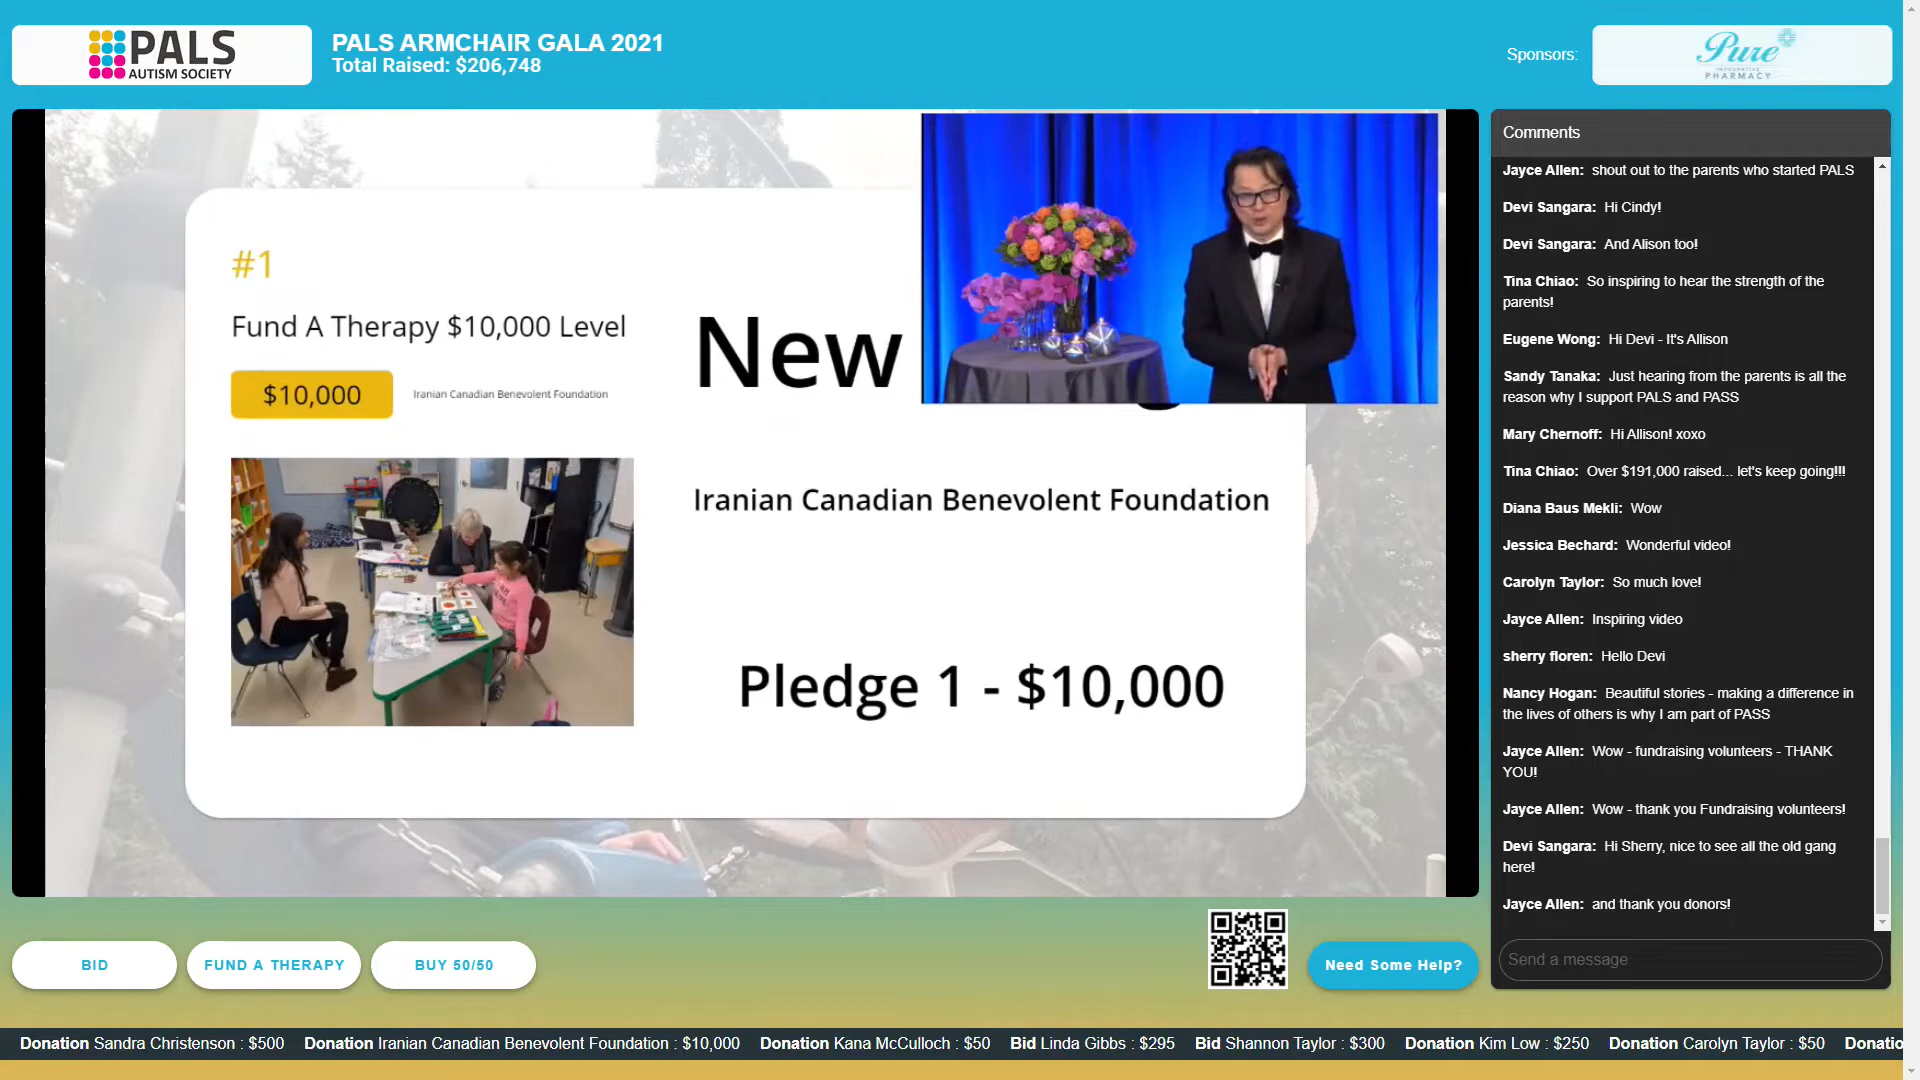 PALS
AUTISM SOCIETY
PALS ARMCHAIR GALA 2021
Total Raised: $206,748
Sponsors:
Pure
PHARMACY
#1
Fund A Therapy $10,000 Level
$10,000
Iranian Canadian Benevolent Foundation
New
Iranian Canadian Benevolent Foundation
Pledge 1 - $10,000
Comments
Jayce Allen: shout out to the parents who started PALS
Devi Sangara: Hi Cindy!
Devi Sangara: And Alison too!
Tina Chiao: So inspiring to hear the strength of the
parents!
Eugene Wong: Hi Devi - It's Allison
Sandy Tanaka: Just hearing from the parents is all the
reason why I support PALS and PASS
Mary Chernoff: Hi Allison! xoxo
Tina Chiao: Over $191,000 raised... let's keep going!!!
Diana Baus Mekli: Wow
Jessica Bechard: Wonderful video!
Carolyn Taylor: So much love!
Jayce Allen: Inspiring video
sherry floren: Hello Devi
Nancy Hogan: Beautiful stories - making a difference in
the lives of others is why I am part of PASS
Jayce Allen: Wow - fundraising volunteers - THANK
YOU!
Jayce Allen: Wow - thank you Fundraising volunteers!
Devi Sangara: Hi Sherry, nice to see all the old gang
here!
Jayce Allen: and thank you donors!
Send a message
BID
FUND A THERAPY
BUY 50/50
Need Some Help?
Donation Sandra Christenson : $500 Donation Iranian Canadian Benevolent Foundation : $10,000 Donation Kana McCulloch : $50 Bid Linda Gibbs : $295 Bid Shannon Taylor : $300 Donation Kim Low : $250 Donation Carolyn Taylor : $50 Donatio